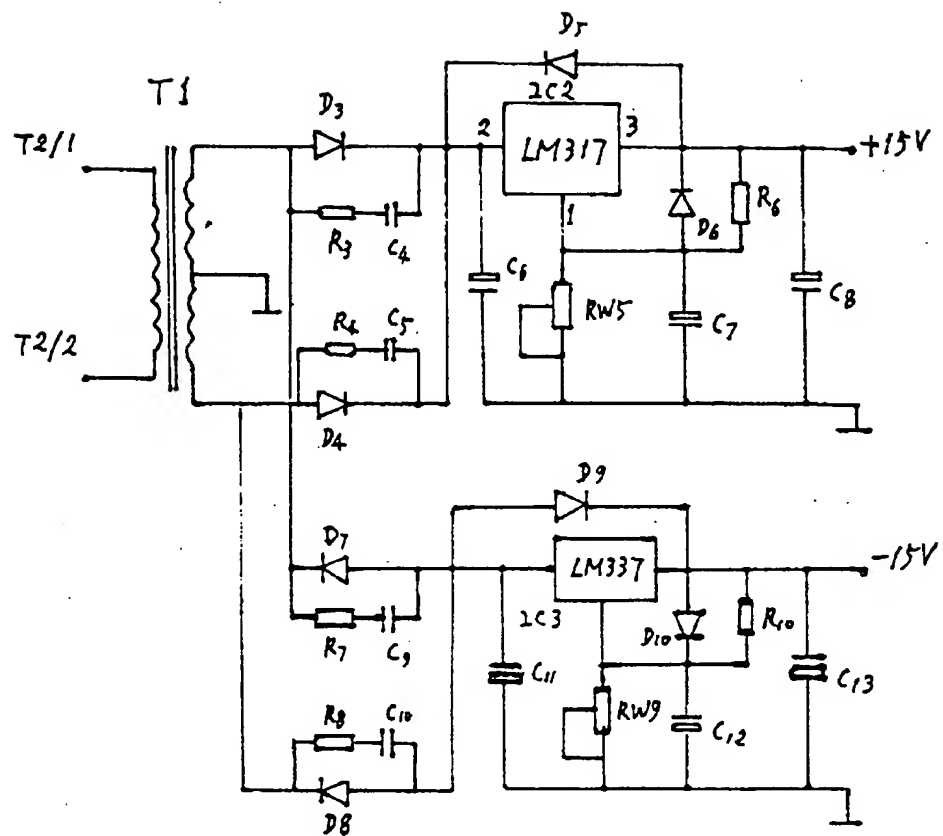 T1
T2/1
T2/2
D3
R3
C4
R4
C5
D4
D5
IC2
2
LM317
3
1
+15V
D6
R6
C6
RW5
C7
C8
D7
R7
C9
R8
C10
D8
D9
LM337
IC3
-15V
D10
R10
C11
RW9
C12
C13